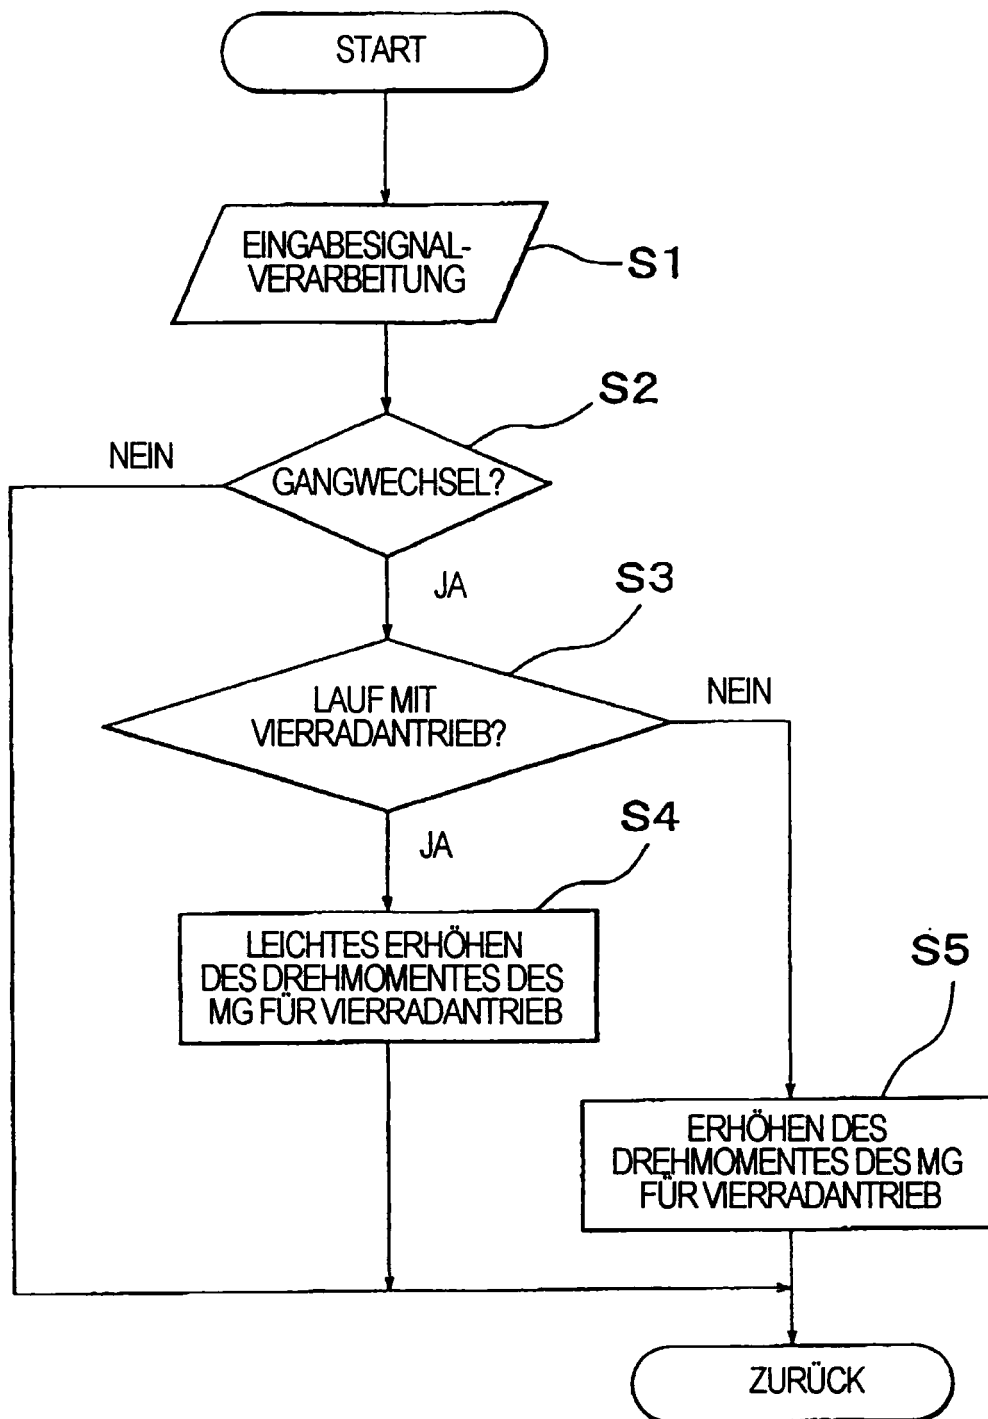 START
EINGABESIGNAL-
VERARBEITUNG
S1
S2
NEIN
GANGWECHSEL?
JA
S3
LAUF MIT
VIERRADANTRIEB?
NEIN
JA
S4
LEICHTES ERHÖHEN
DES DREHMOMENTES DES
MG FÜR VIERRADANTRIEB
S5
ERHÖHEN DES
DREHMOMENTES DES MG
FÜR VIERRADANTRIEB
ZURÜCK